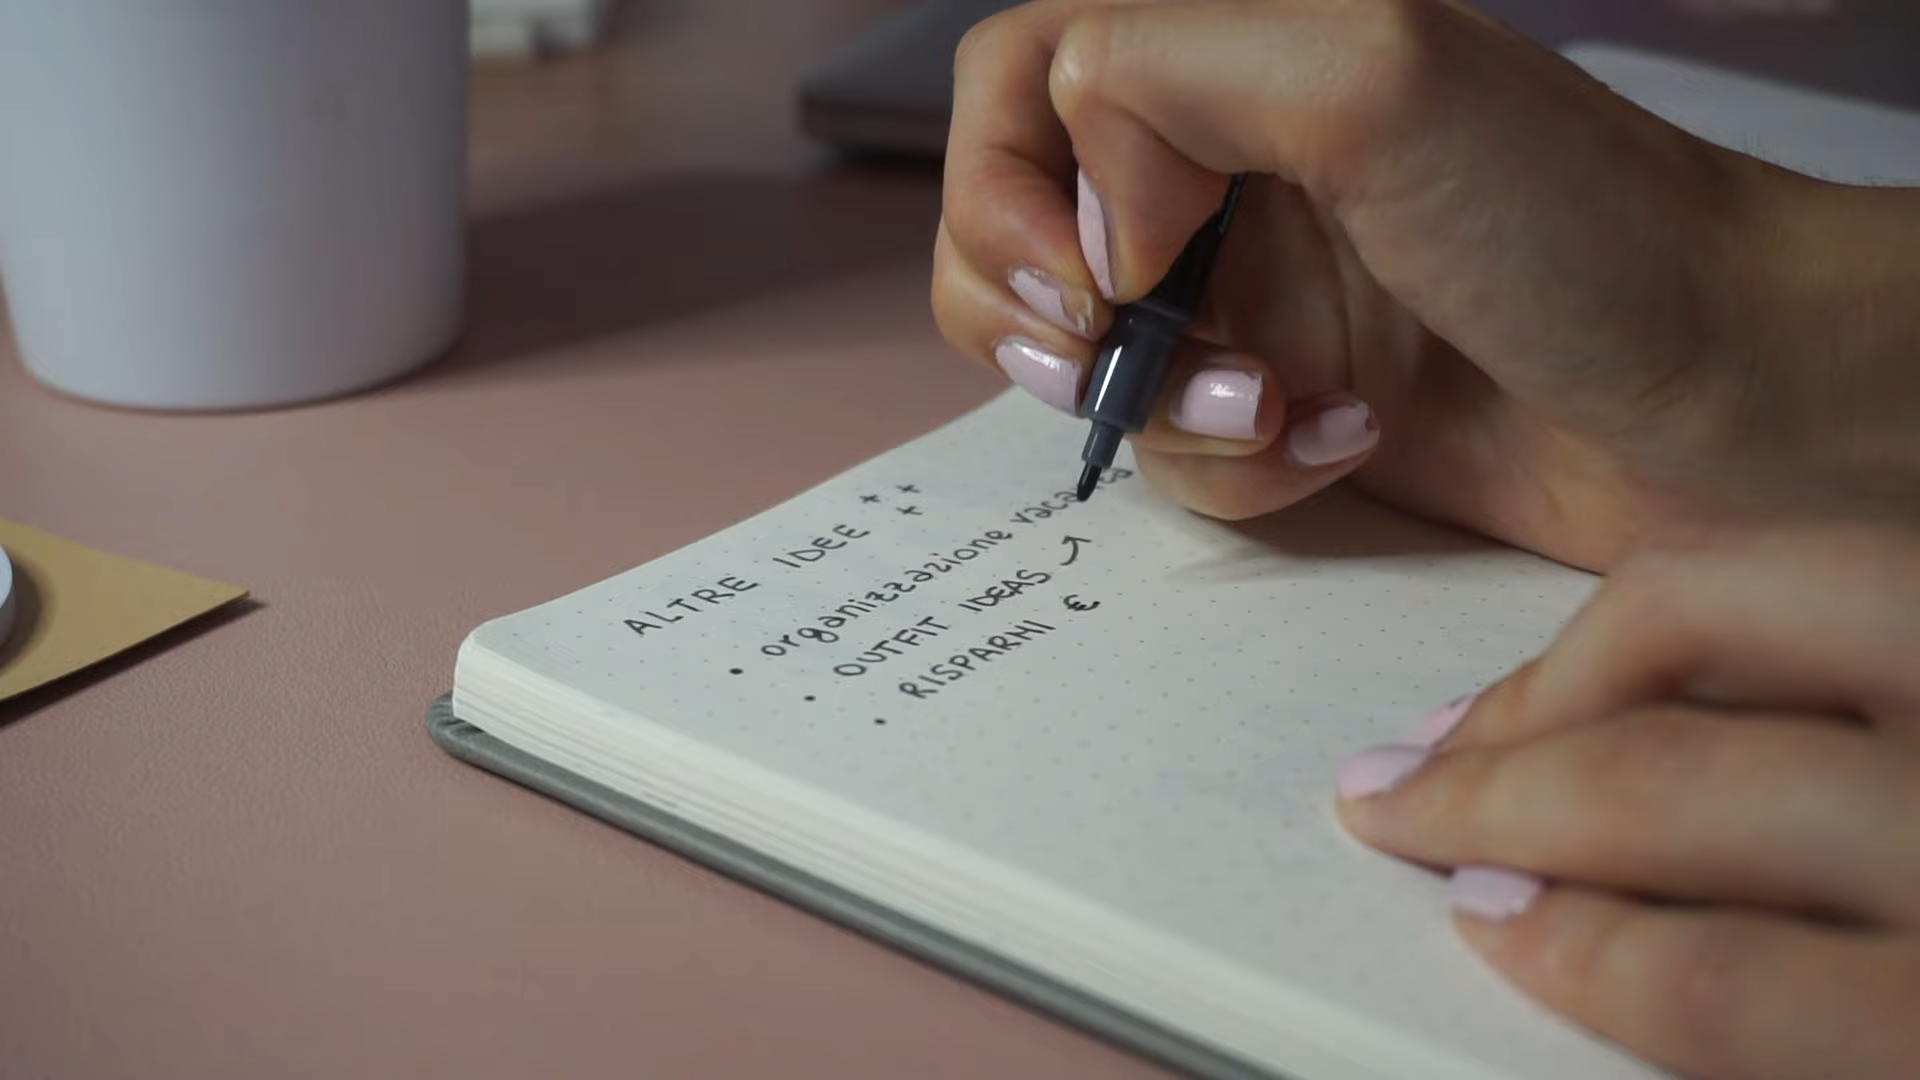 ALTRE IDEE
• organizzazione
• OUTFIT IDEAS
• RISPARMI €